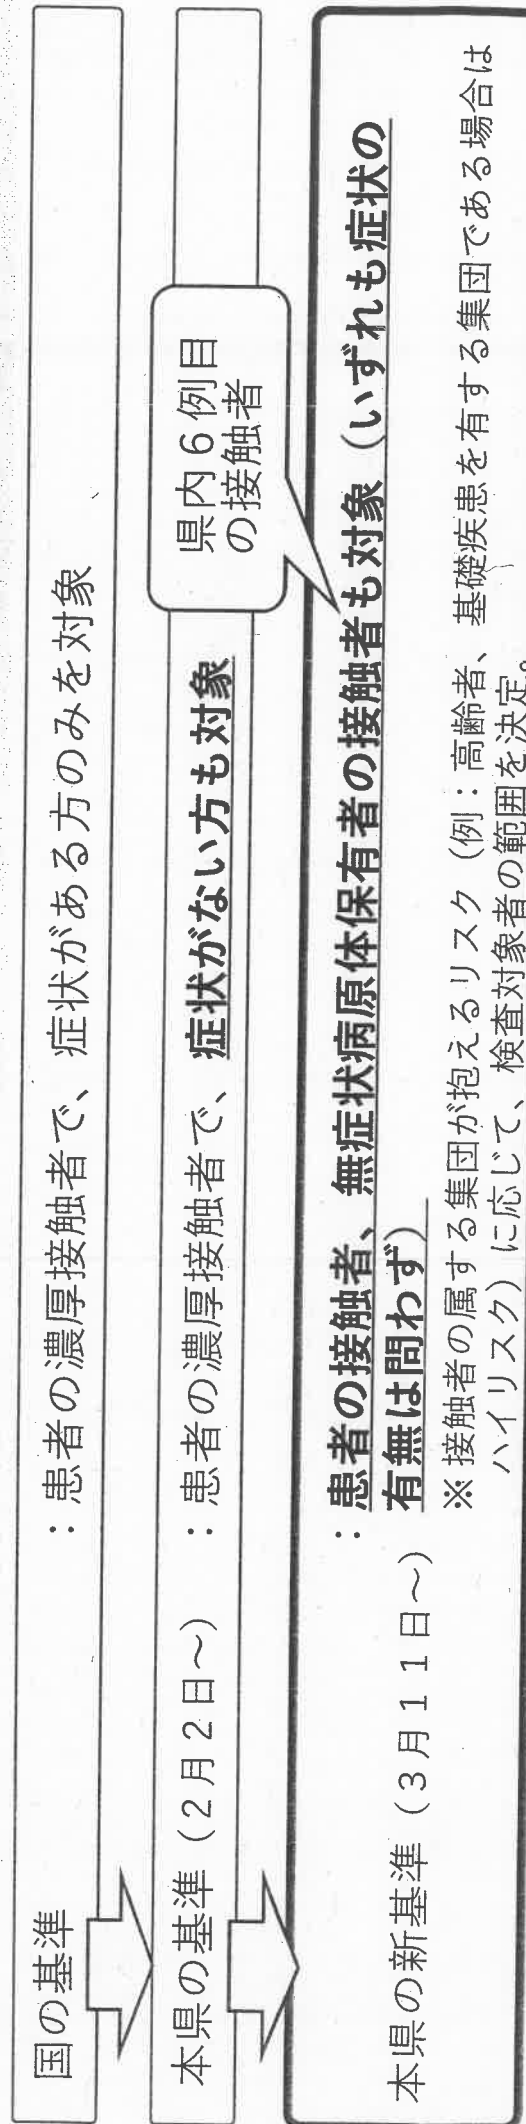 国の基準 ：患者の濃厚接触者で、症状がある方のみを対象
本県の基準（２月２日～） ：患者の濃厚接触者で、症状がない方も対象
県内６例目
の接触者
本県の新基準（３月１１日～） ：患者の接触者、無症状病原体保有者の接触者も対象（いずれも症状の
有無は問わず）
※接触者の属する集団が抱えるリスク（例：高齢者、基礎疾患を有する集団である場合は
ハイリスク）に応じて、検査対象者の範囲を決定。